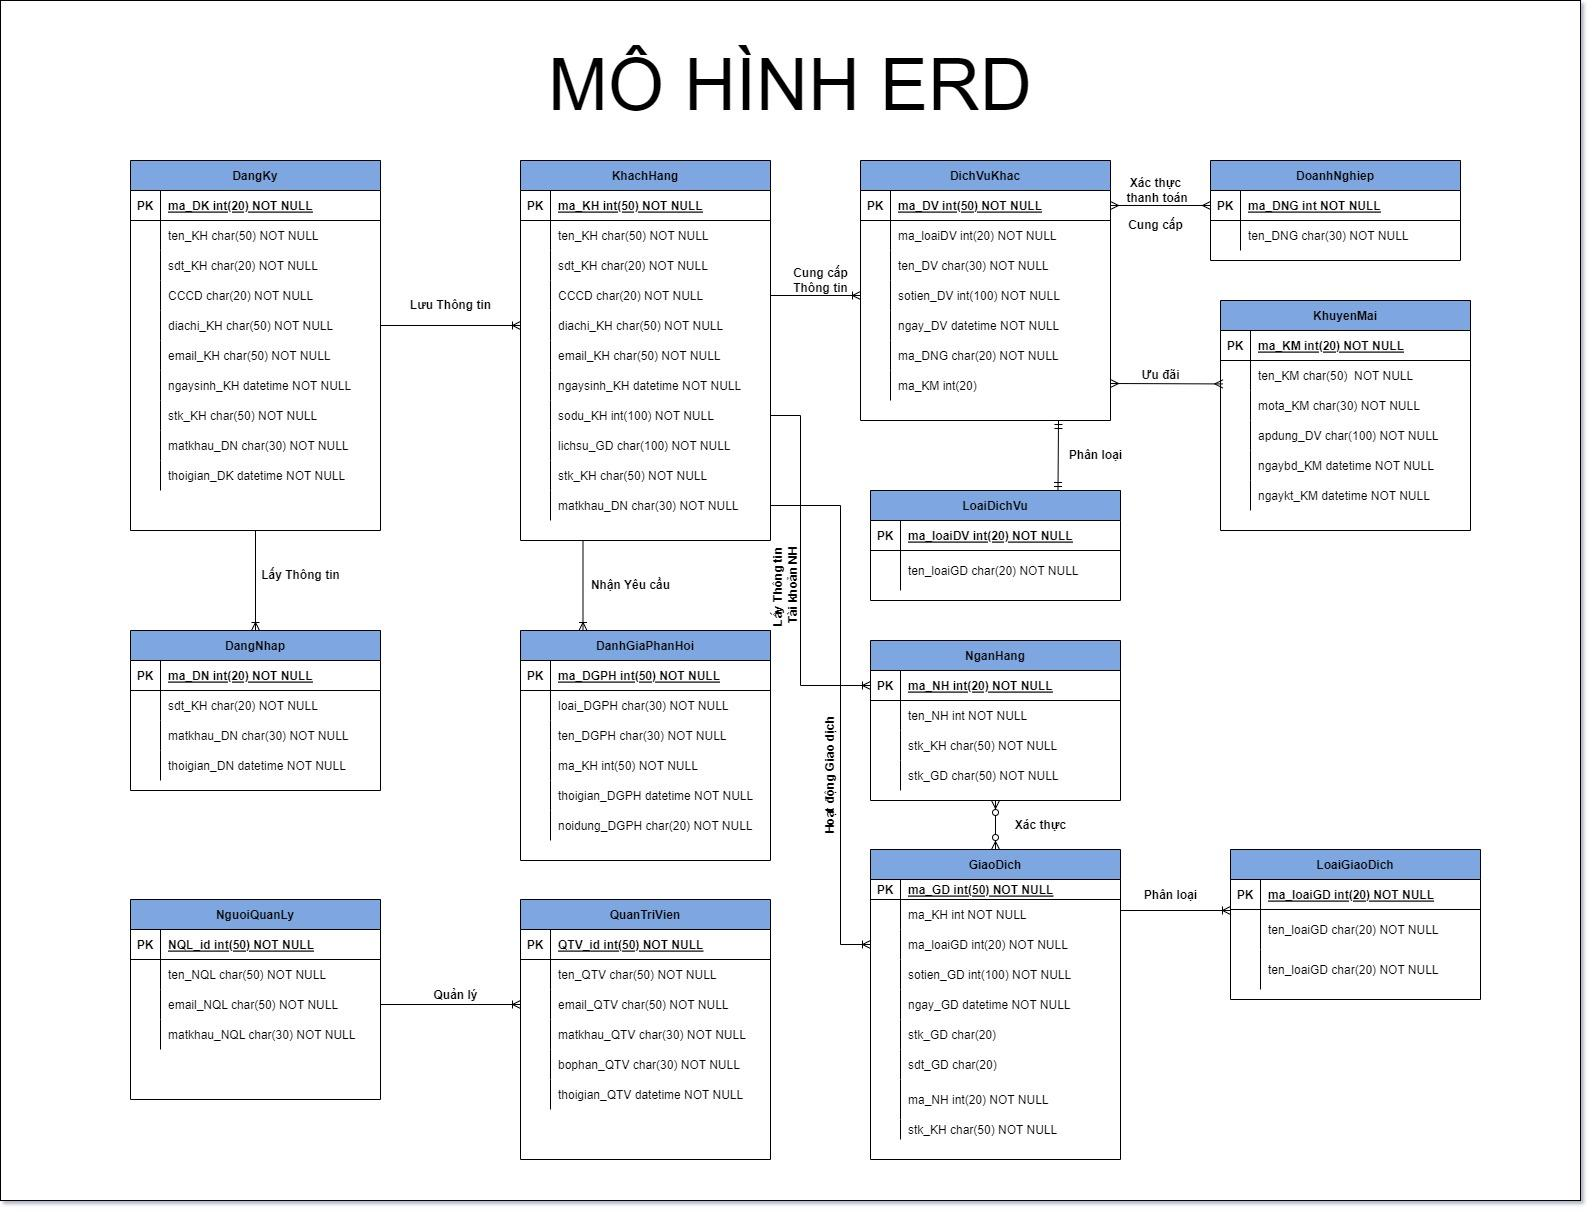 MÔ HÌNH ERD
DangKy
PK ma_DK int(20) NOT NULL
ten_KH char(50) NOT NULL
sdt_KH char(20) NOT NULL
CCCD char(20) NOT NULL
diachi_KH char(50) NOT NULL
email_KH char(50) NOT NULL
ngaysinh_KH datetime NOT NULL
stk_KH char(50) NOT NULL
matkhau_DN char(30) NOT NULL
thoigian_DK datetime NOT NULL
Lưu Thông tin
KhachHang
PK ma_KH int(50) NOT NULL
ten_KH char(50) NOT NULL
sdt_KH char(20) NOT NULL
CCCD char(20) NOT NULL
diachi_KH char(50) NOT NULL
email_KH char(50) NOT NULL
ngaysinh_KH datetime NOT NULL
sodu_KH int(100) NOT NULL
lichsu_GD char(100) NOT NULL
stk_KH char(50) NOT NULL
matkhau_DN char(30) NOT NULL
Cung cấp
Thông tin
DichVuKhac
PK ma_DV int(50) NOT NULL
ma_loaiDV int(20) NOT NULL
ten_DV char(30) NOT NULL
sotien_DV int(100) NOT NULL
ngay_DV datetime NOT NULL
ma_DNG char(20) NOT NULL
ma_KM int(20)
Xác thực
thanh toán
Cung cấp
DoanhNghiep
PK ma_DNG int NOT NULL
ten_DNG char(30) NOT NULL
Ưu đãi
KhuyenMai
PK ma_KM int(20) NOT NULL
ten_KM char(50) NOT NULL
mota_KM char(30) NOT NULL
apdung_DV char(100) NOT NULL
ngaybd_KM datetime NOT NULL
ngaykt_KM datetime NOT NULL
Phân loại
LoaiDichVu
PK ma_loaiDV int(20) NOT NULL
ten_loaiGD char(20) NOT NULL
Lấy Thông tin
Nhận Yêu cầu
Lấy Thông tin
Tài khoản NH
DangNhap
PK ma_DN int(20) NOT NULL
sdt_KH char(20) NOT NULL
matkhau_DN char(30) NOT NULL
thoigian_DN datetime NOT NULL
DanhGiaPhanHoi
PK ma_DGPH int(50) NOT NULL
loai_DGPH char(30) NOT NULL
ten_DGPH char(30) NOT NULL
ma_KH int(50) NOT NULL
thoigian_DGPH datetime NOT NULL
noidung_DGPH char(20) NOT NULL
Hoạt động Giao dịch
NganHang
PK ma_NH int(20) NOT NULL
ten_NH int NOT NULL
stk_KH char(50) NOT NULL
stk_GD char(50) NOT NULL
Xác thực
NguoiQuanLy
PK NQL_id int(50) NOT NULL
ten_NQL char(50) NOT NULL
email_NQL char(50) NOT NULL
matkhau_NQL char(30) NOT NULL
Quản lý
QuanTriVien
PK QTV_id int(50) NOT NULL
ten_QTV char(50) NOT NULL
email_QTV char(50) NOT NULL
matkhau_QTV char(30) NOT NULL
bophan_QTV char(30) NOT NULL
thoigian_QTV datetime NOT NULL
GiaoDich
PK ma_GD int(50) NOT NULL
ma_KH int NOT NULL
ma_loaiGD int(20) NOT NULL
sotien_GD int(100) NOT NULL
ngay_GD datetime NOT NULL
stk_GD char(20)
sdt_GD char(20)
ma_NH int(20) NOT NULL
stk_KH char(50) NOT NULL
Phân loại
LoaiGiaoDich
PK ma_loaiGD int(20) NOT NULL
ten_loaiGD char(20) NOT NULL
ten_loaiGD char(20) NOT NULL